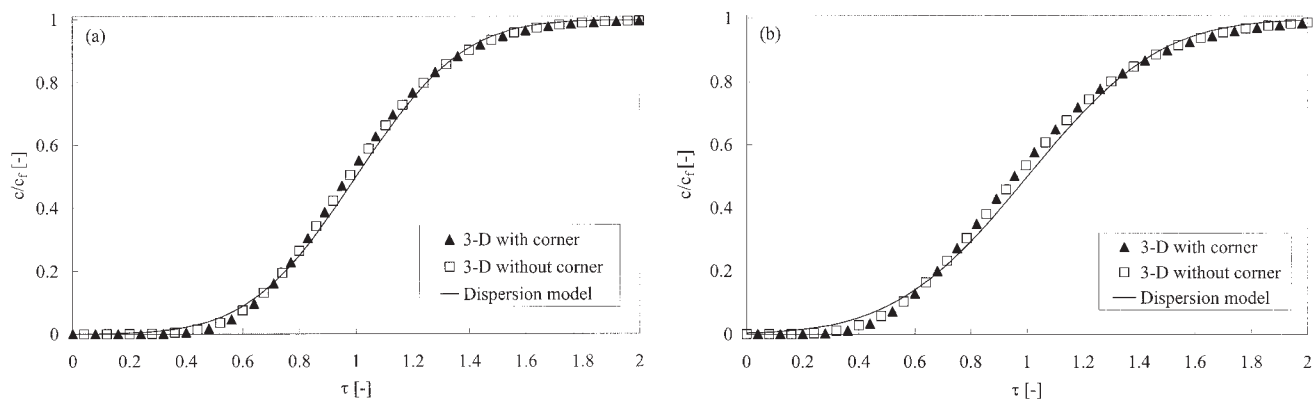 (a)
1
0.8
0.6
0.4
0.2
0
c/c_f [-]
▲ 3-D with corner
□ 3-D without corner
— Dispersion model
0 0.2 0.4 0.6 0.8 1 1.2 1.4 1.6 1.8 2
τ [-]
(b)
1
0.8
0.6
0.4
0.2
0
c/c_f [-]
▲ 3-D with corner
□ 3-D without corner
— Dispersion model
0 0.2 0.4 0.6 0.8 1 1.2 1.4 1.6 1.8 2
τ [-]